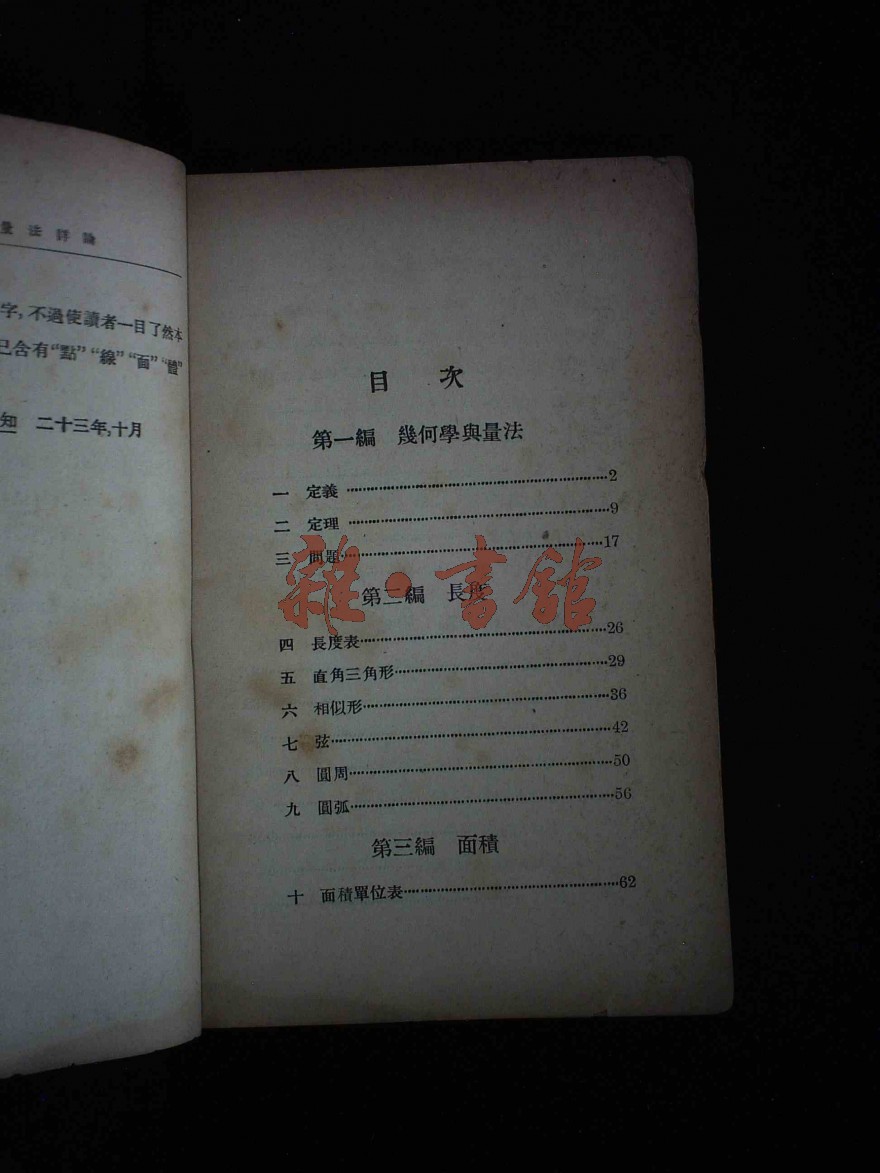 量法詳論
字,不過使讀者一目了然本
已含有“點”“線”“面”“體”
知 二十三年,十月
目 次
第一編 幾何學與量法
一 定義……2
二 定理……9
三 問題……17
第二編 長度
四 長度表……26
五 直角三角形……29
六 相似形……36
七 弦……42
八 圓周……50
九 圓弧……56
第三編 面積
十 面積單位表……62
雜·書館